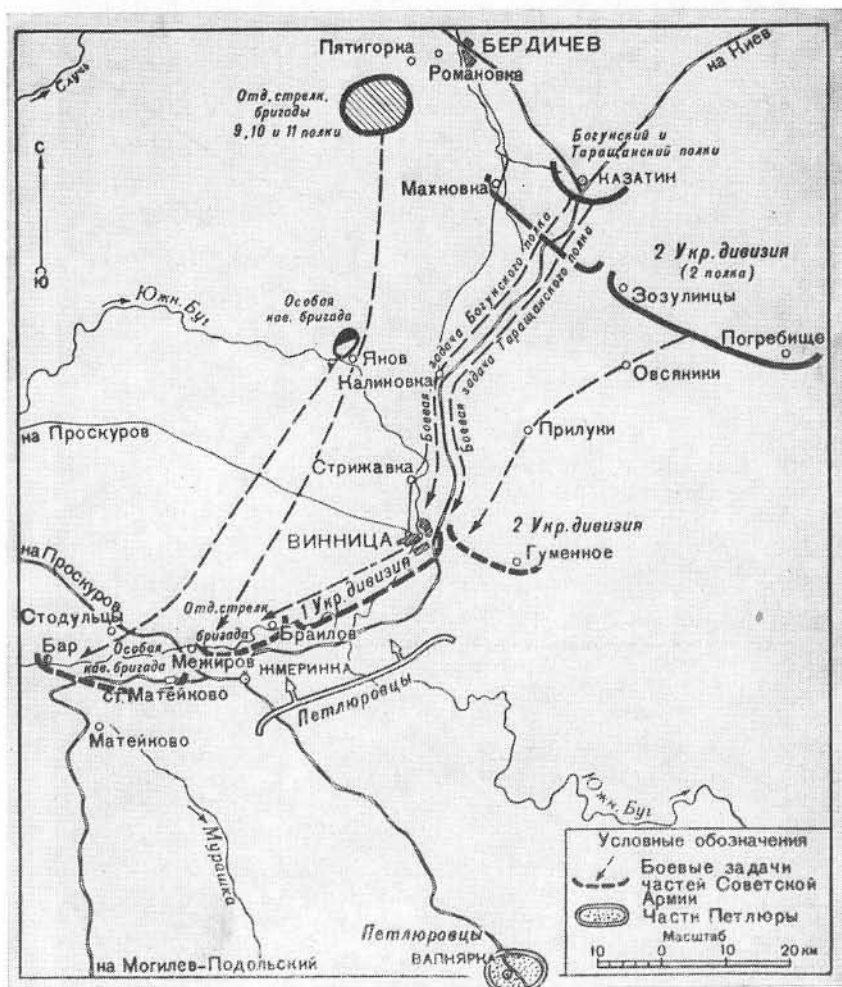 Случь
Пятигорка
БЕРДИЧЕВ
Романовка
на Киев
Отд. стрелк.
бригады
9, 10 и 11 полки
Богунский и
Таращанский полки
С
Ю
Махновка
КАЗАТИН
2 Укр. дивизия
(2 полка)
Зозулинцы
Погребище
Южн. Буг
Особая
кав. бригада
Янов
Калиновка
Боевая задача Богунского полка
Боевая задача Таращанского полка
Овсяники
Прилуки
на Проскуров
Стрижавка
ВИННИЦА
2 Укр. дивизия
Гуменное
на Проскуров
Стодульцы
Бар
Особая
кав. бригада
Отд. стрелк.
бригада
1 Укр. дивизия
Браилов
Межиров
ЖМЕРИНКА
ст. Матейково
Петлюровцы
Матейково
Мурашка
Южн. Буг
Петлюровцы
ВАПНЯРКА
на Могилев-Подольский
Условные обозначения
Боевые задачи
частей Советской
Армии
Части Петлюры
Масштаб
10 0 10 20 км